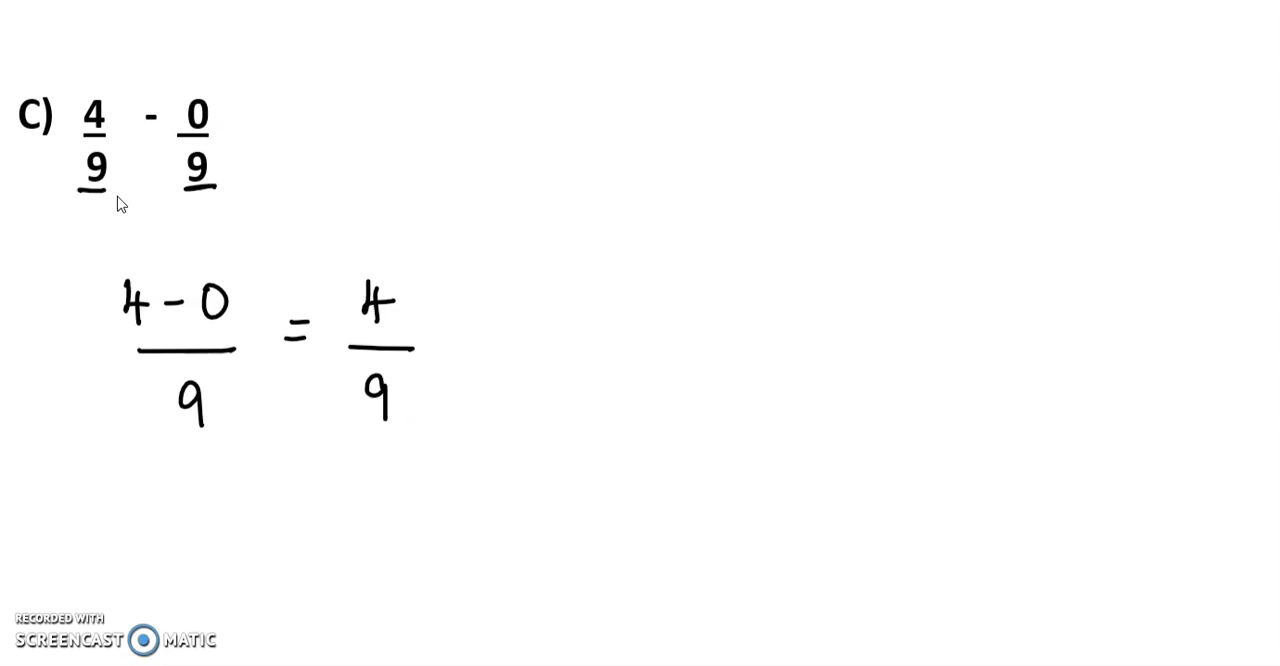 C) 4 - 0
9 9
4 - 0 = 4
9 9
RECORDED WITH
SCREENCAST MATIC